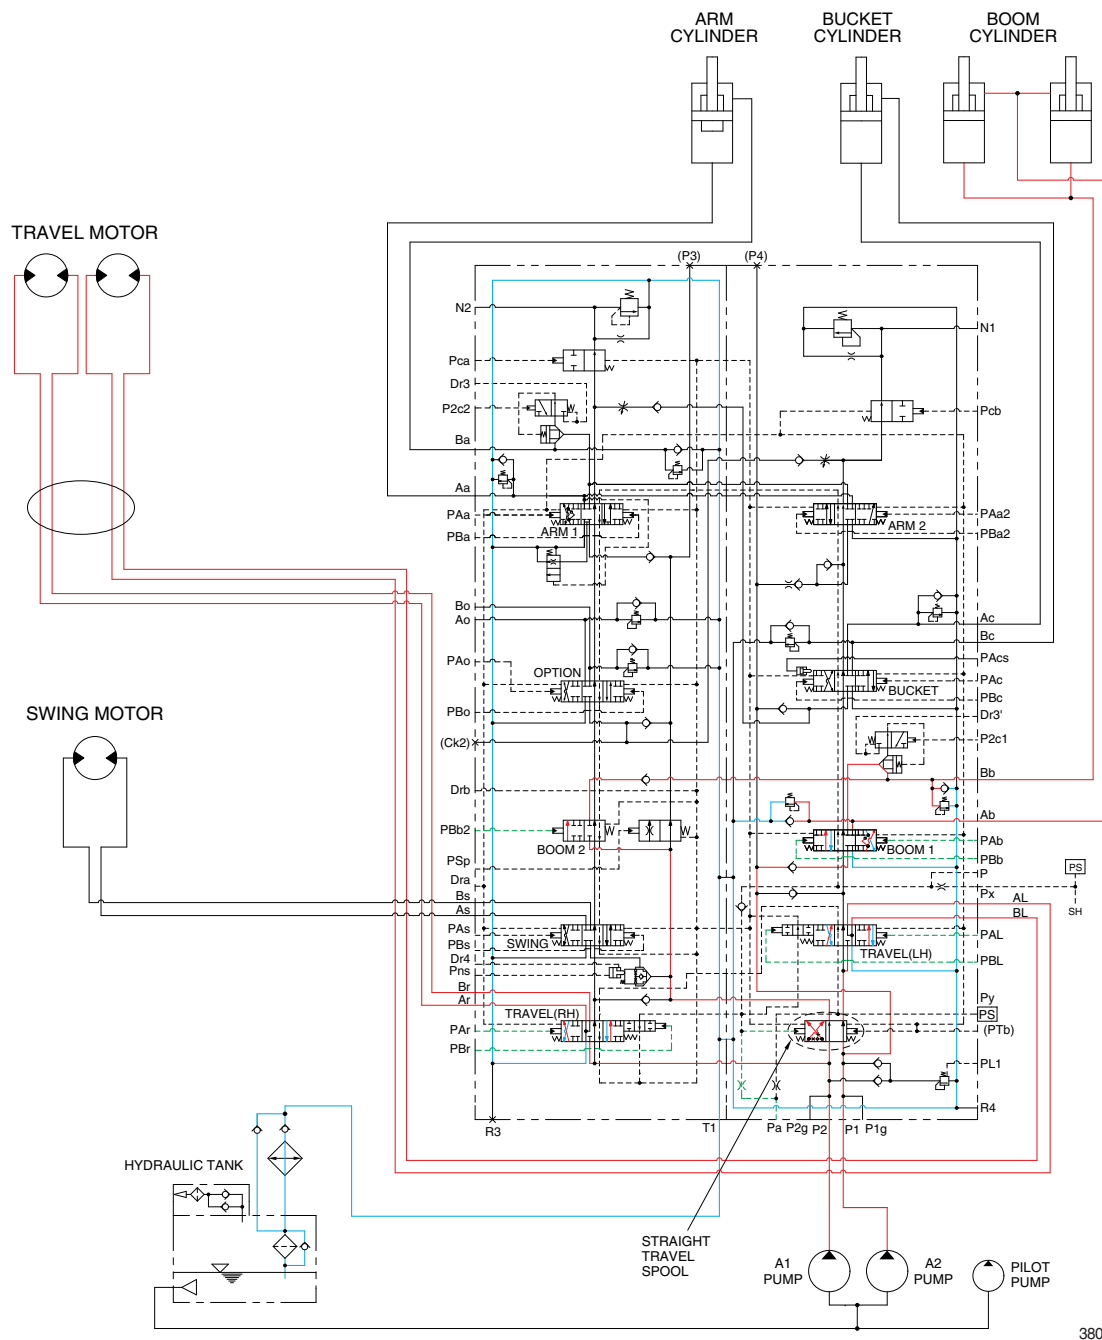 ARM
CYLINDER
BUCKET
CYLINDER
BOOM
CYLINDER
TRAVEL MOTOR
(P3)
(P4)
N2
N1
Pca
Dr3
P2c2
Pcb
Ba
Aa
PAa
ARM 1
PBa
ARM 2
PAa2
PBa2
Bo
Ao
Ac
Bc
PAo
OPTION
PAcs
PAc
BUCKET
PBc
PBo
Dr3'
SWING MOTOR
(Ck2)
P2c1
Bb
Drb
Ab
PBb2
BOOM 2
PAb
BOOM 1
PBb
PSp
Dra
P
PS
Bs
Px
AL
As
BL
SH
PAs
SWING
PAL
PBs
TRAVEL(LH)
Dr4
PBL
Pns
Br
Ar
Py
TRAVEL(RH)
PS
PAr
(PTb)
PBr
PL1
R4
R3
T1
Pa
P2g
P2
P1
P1g
HYDRAULIC TANK
STRAIGHT
TRAVEL
SPOOL
A1
PUMP
A2
PUMP
PILOT
PUMP
380